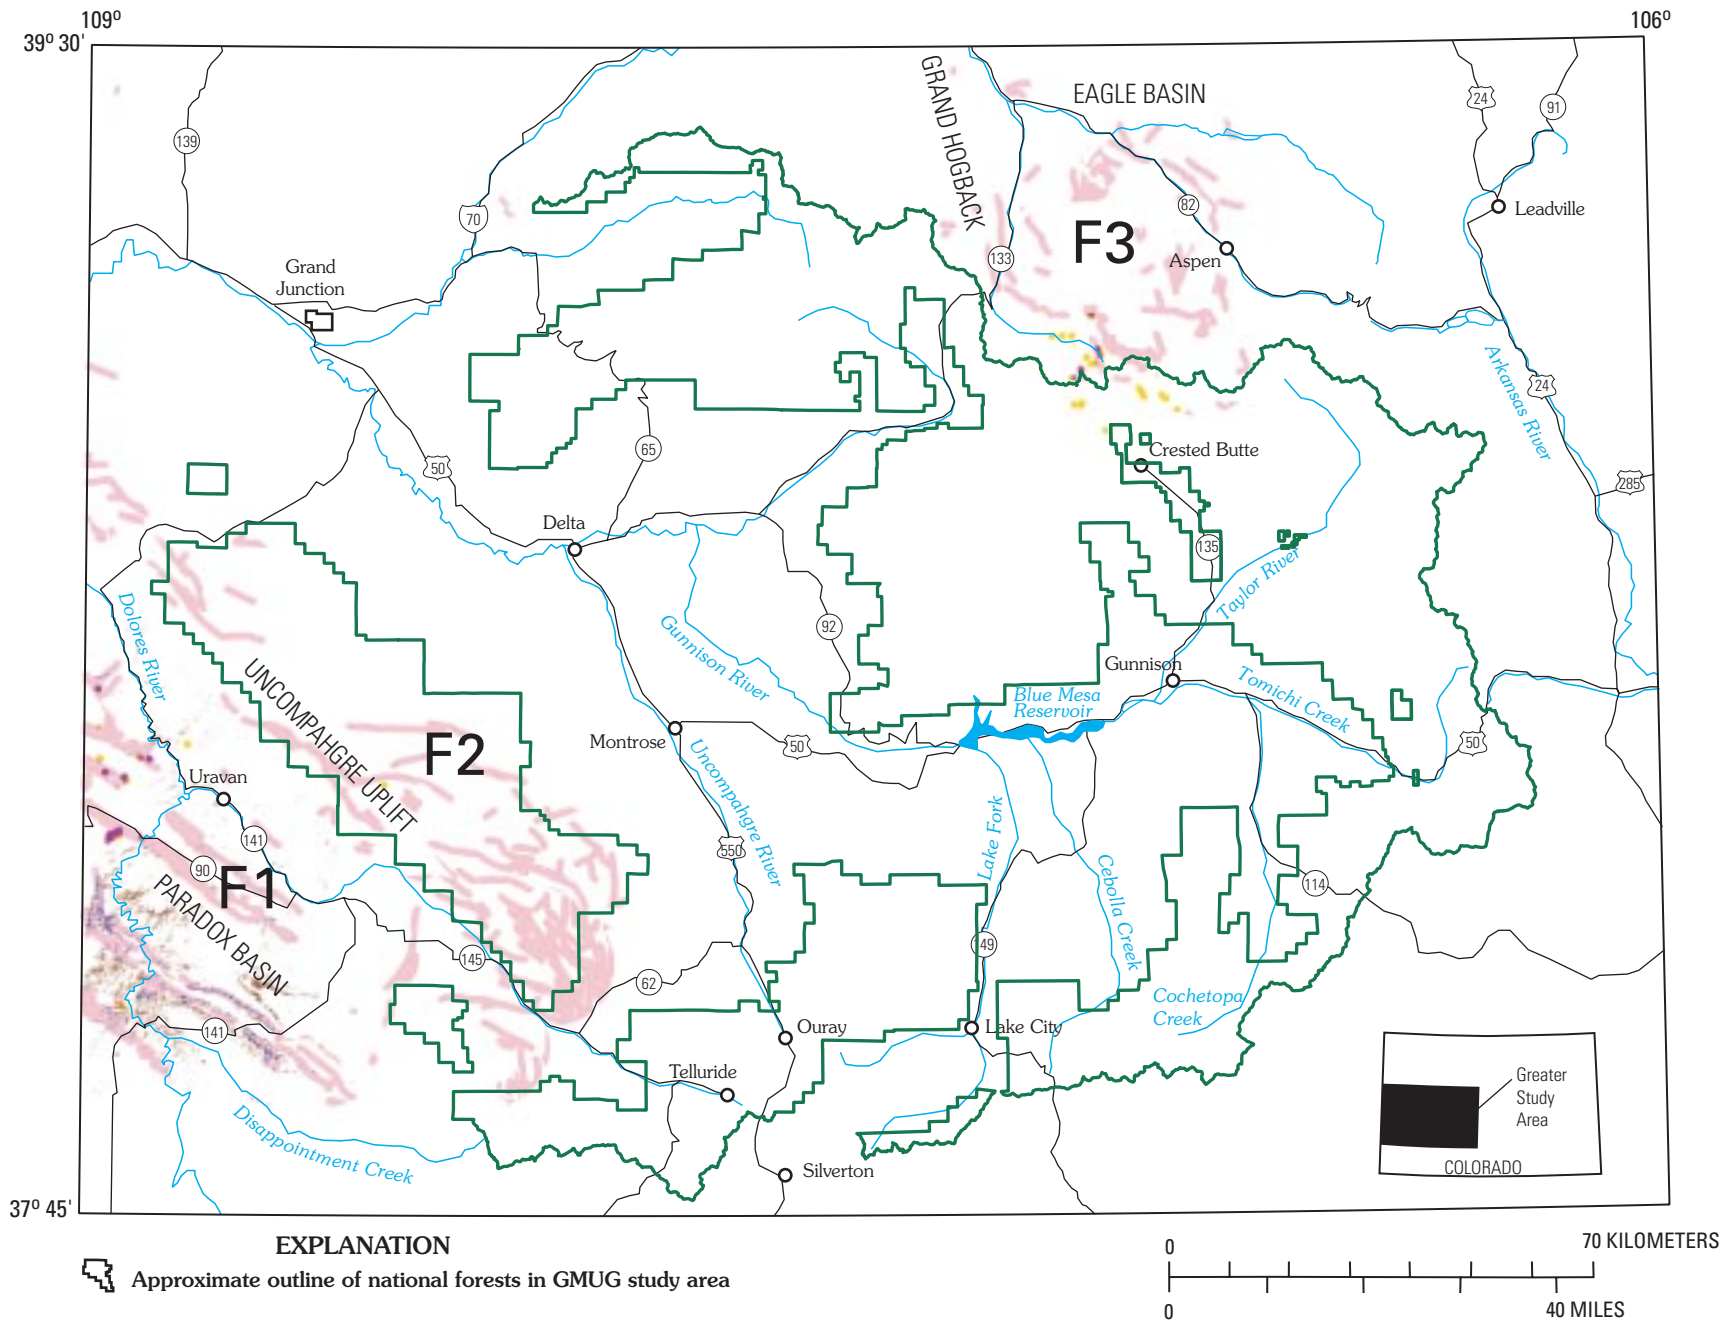 109⁰
106⁰
39⁰ 30'
GRAND HOGBACK
EAGLE BASIN
24
91
139
82
70
Leadville
F3
133
Aspen
Grand
Junction
Arkansas River
24
65
50
Crested Butte
285
Delta
135
Taylor River
Dolores River
92
Gunnison River
UNCOMPAHGRE UPLIFT
Gunnison
Tomichi Creek
Blue Mesa
Reservoir
F2
Montrose
50
50
Uncompahgre River
Uravan
141
550
Lake Fork
90
F1
Cebolla Creek
114
PARADOX BASIN
145
149
62
Cochetopa
Creek
141
Ouray
Lake City
Telluride
Disappointment Creek
Silverton
Greater
Study
Area
COLORADO
37⁰ 45'
EXPLANATION
Approximate outline of national forests in GMUG study area
0
70 KILOMETERS
0
40 MILES